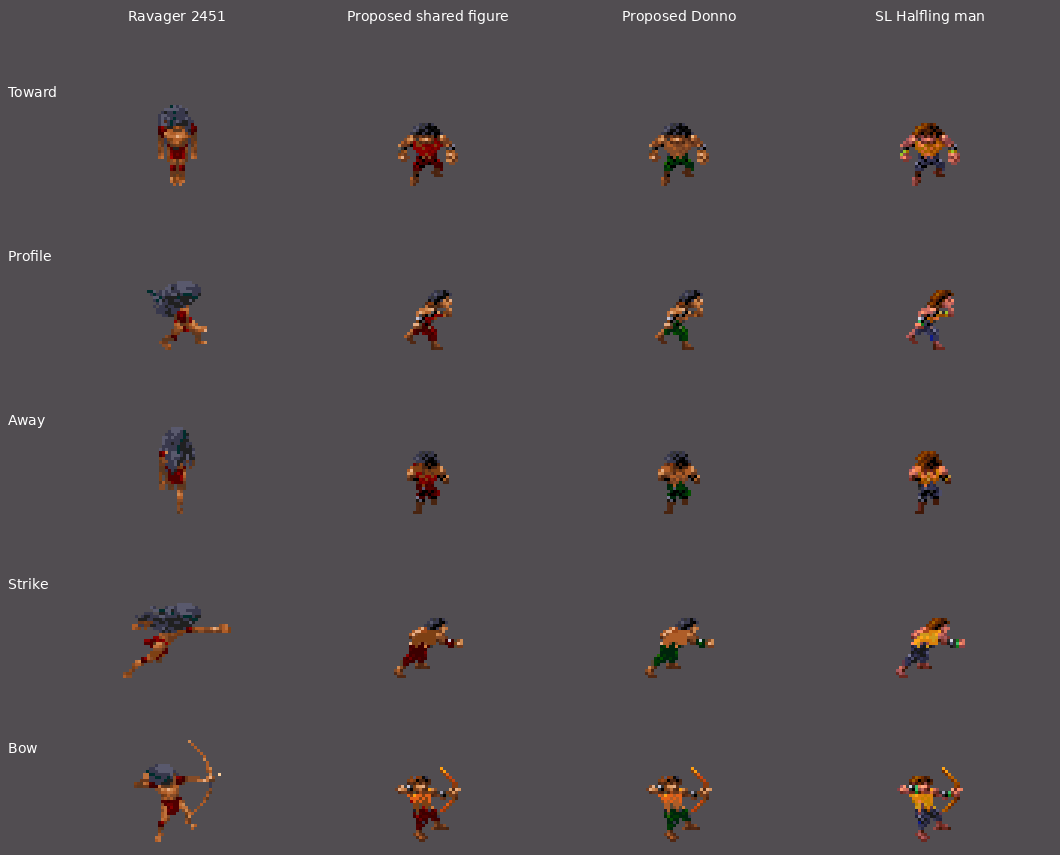 Ravager 2451
Proposed shared figure
Proposed Donno
SL Halfling man
Toward
Profile
Away
Strike
Bow